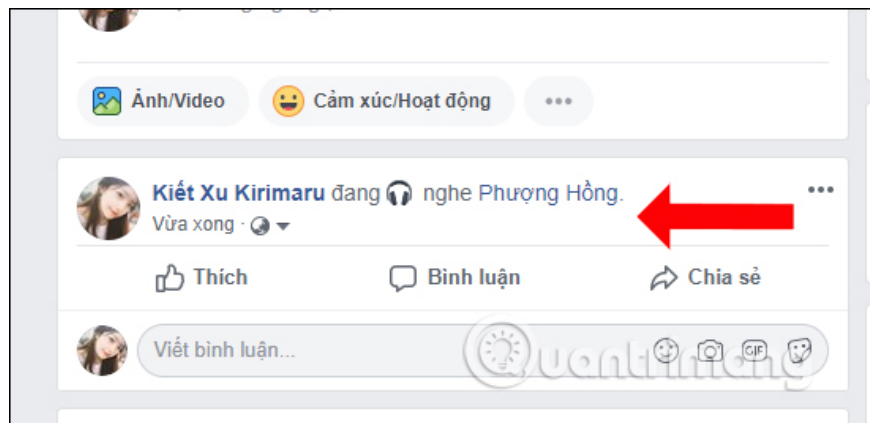 Ảnh/Video Cảm xúc/Hoạt động
Kiết Xu Kirimaru đang nghe Phượng Hồng.
Vừa xong ·
Thích Bình luận Chia sẻ
Viết bình luận... GIF
Quantrimang